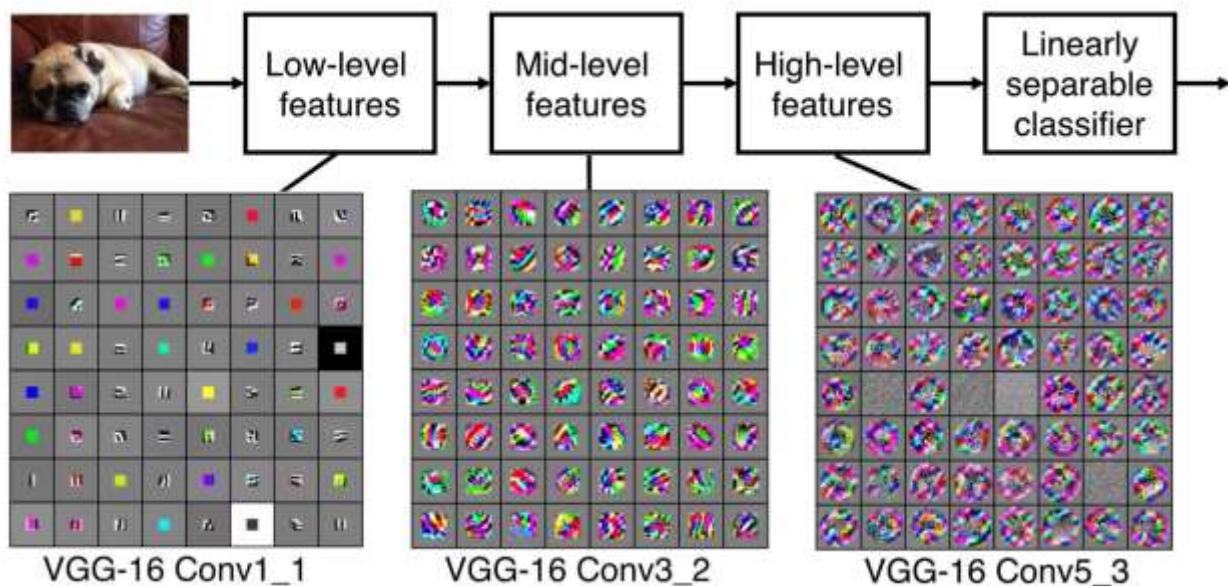 Low-level
features
Mid-level
features
High-level
features
Linearly
separable
classifier
VGG-16 Conv1_1
VGG-16 Conv3_2
VGG-16 Conv5_3